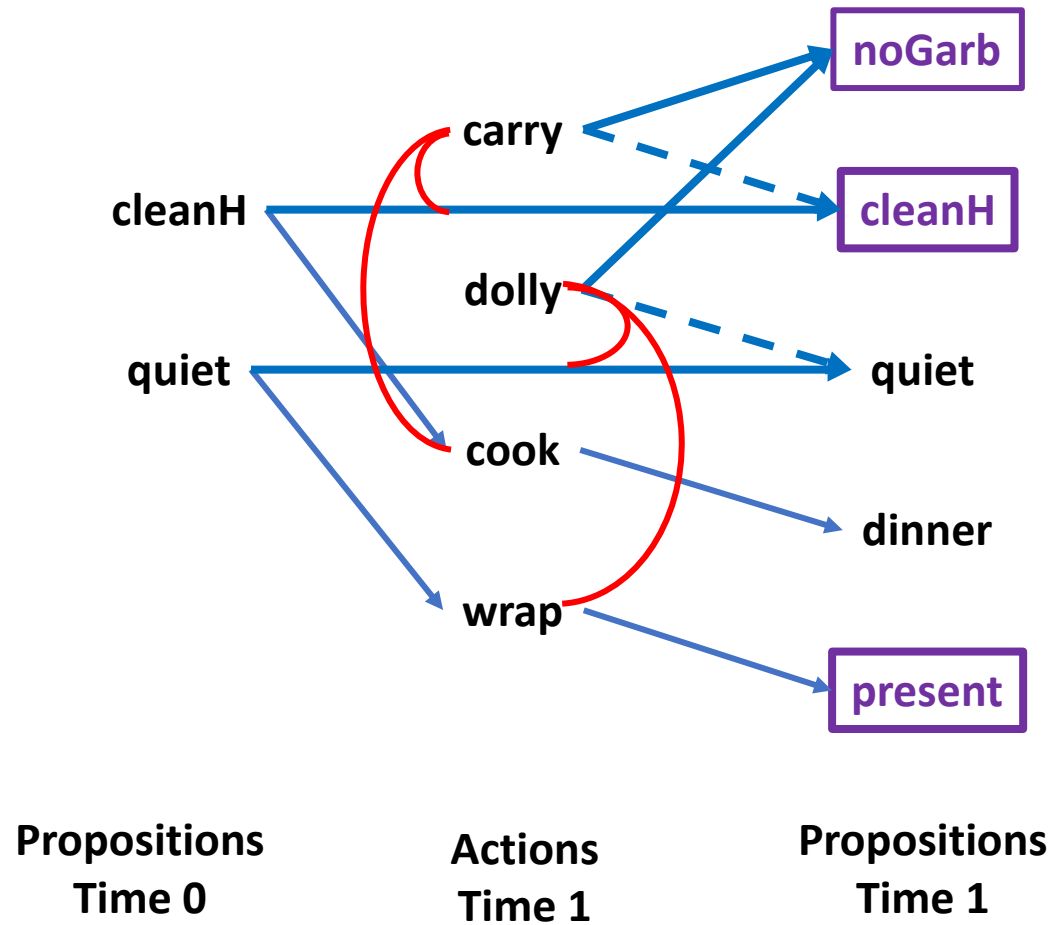 noGarb
carry
cleanH
cleanH
dolly
quiet
quiet
cook
dinner
wrap
present
Propositions
Time 0
Actions
Time 1
Propositions
Time 1